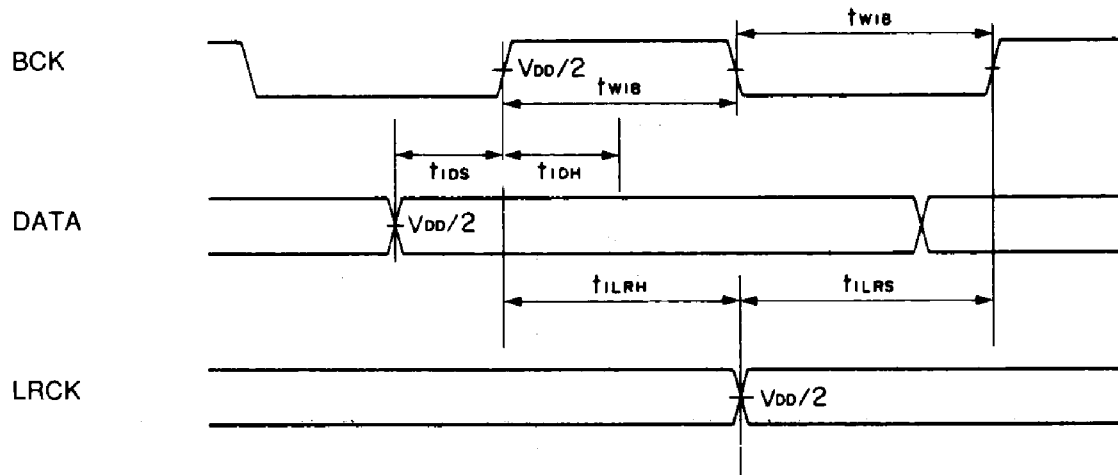 tWIB
BCK
VDD/2
tWIB
tIDS
tIDH
DATA
VDD/2
tILRH
tILRS
LRCK
VDD/2